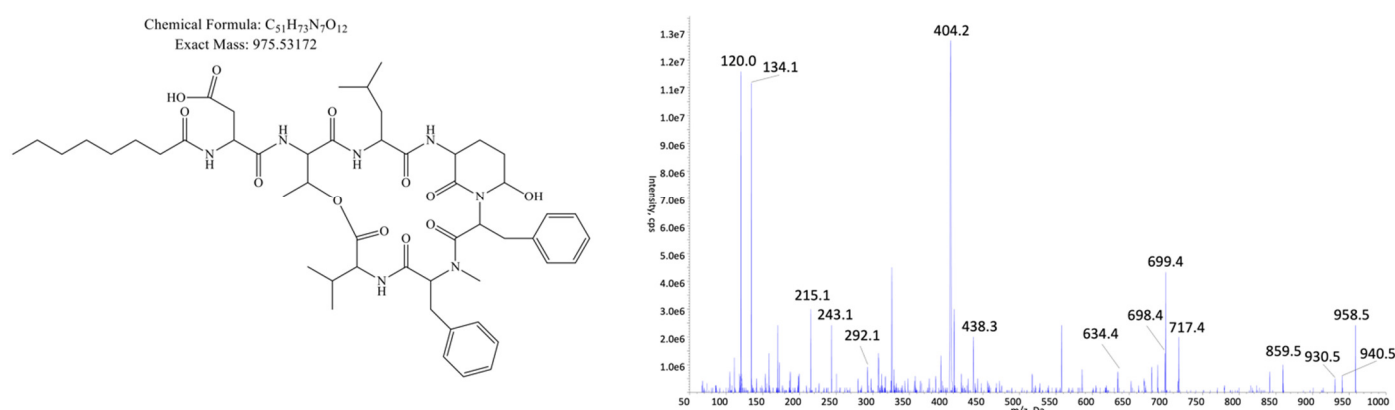 Chemical Formula: C51H73N7O12
Exact Mass: 975.53172
O
HO
O
N
H
O
H
N
O
N
H
O
H
N
O
N
OH
O
O
O
N
H
O
N
O
Intensity, cps
1.3e7
1.2e7
1.1e7
1.0e7
9.0e6
8.0e6
7.0e6
6.0e6
5.0e6
4.0e6
3.0e6
2.0e6
1.0e6
404.2
120.0
134.1
699.4
215.1
243.1
292.1
438.3
634.4
698.4
717.4
859.5
930.5
958.5
940.5
50 100 150 200 250 300 350 400 450 500 550 600 650 700 750 800 850 900 1000